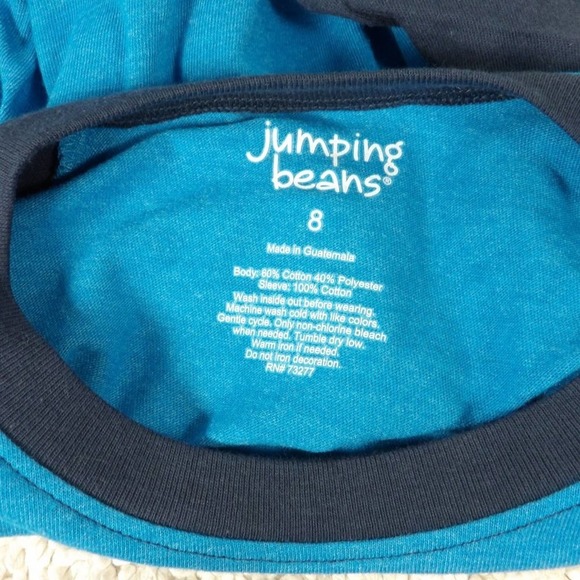 jumping
beans®
8
Made in Guatemala
Body: 60% Cotton 40% Polyester
Sleeve: 100% Cotton
Wash inside out before wearing.
Machine wash cold with like colors.
Gentle cycle. Only non-chlorine bleach
when needed. Tumble dry low.
Warm iron if needed.
Do not iron decoration.
RN# 73277